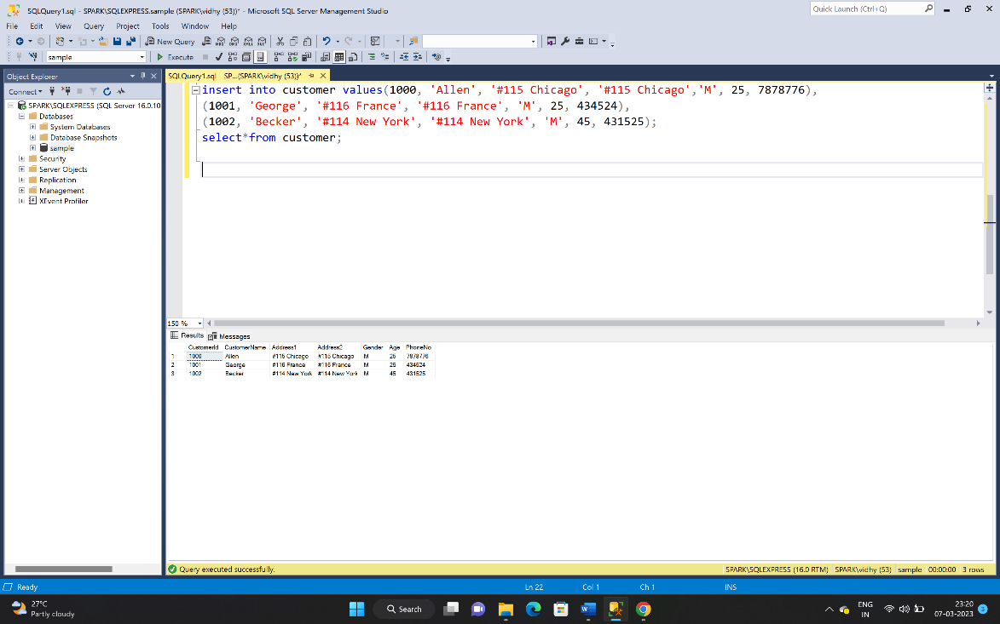 SQLQuery1.sql - SPARK\SQLEXPRESS.sample (SPARK\vidhy (53))* - Microsoft SQL Server Management Studio
Quick Launch (Ctrl+Q)
File Edit View Query Project Tools Window Help
New Query
sample Execute
Object Explorer
SQLQuery1.sql - SP...(SPARK\vidhy (53))*
Connect
SPARK\SQLEXPRESS (SQL Server 16.0.10
Databases
System Databases
Database Snapshots
sample
Security
Server Objects
Replication
Management
XEvent Profiler
insert into customer values(1000, 'Allen', '#115 Chicago', '#115 Chicago','M', 25, 7878776),
(1001, 'George', '#116 France', '#116 France', 'M', 25, 434524),
(1002, 'Becker', '#114 New York', '#114 New York', 'M', 45, 431525);
select*from customer;
150 %
Results Messages
CustomerId CustomerName Address1 Address2 Gender Age PhoneNo
1 1000 Allen #115 Chicago #115 Chicago M 25 7878776
2 1001 George #116 France #116 France M 25 434524
3 1002 Becker #114 New York #114 New York M 45 431525
Query executed successfully. SPARK\SQLEXPRESS (16.0 RTM) SPARK\vidhy (53) sample 00:00:00 3 rows
Ready Ln 22 Col 1 Ch 1 INS
27°C
Partly cloudy
Search
ENG
IN
23:20
07-03-2023
3